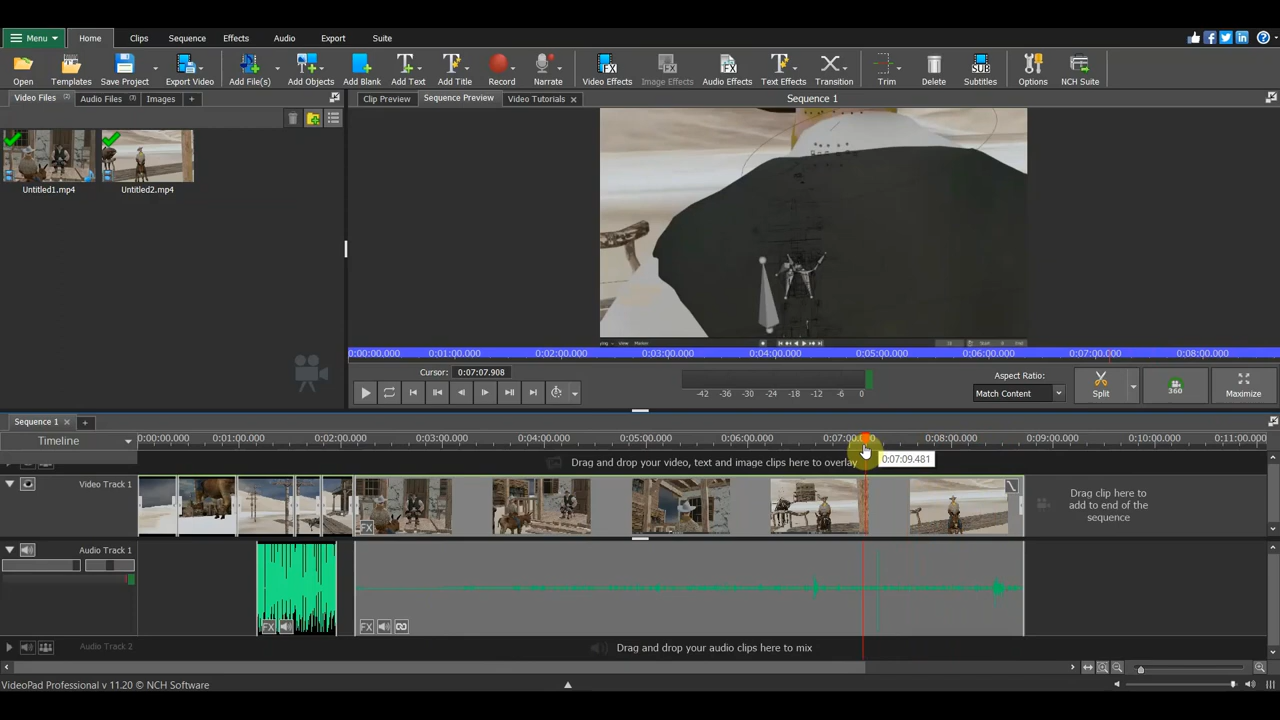 Menu Home Clips Sequence Effects Audio Export Suite
Open Templates Save Project Export Video Add File(s) Add Objects Add Blank Add Text Add Title Record Narrate Video Effects Image Effects Audio Effects Text Effects Transition Trim Delete Subtitles Options NCH Suite
Video Files Audio Files Images + Clip Preview Sequence Preview Video Tutorials Sequence 1
Untitled1.mp4 Untitled2.mp4
View Marker Start End
0:00:00.000 0:01:00.000 0:02:00.000 0:03:00.000 0:04:00.000 0:05:00.000 0:06:00.000 0:07:00.000 0:08:00.000
Cursor: 0:07:07.908
-42 -36 -30 -24 -18 -12 -6 0
Aspect Ratio:
Match Content
Split 360 Maximize
Sequence 1
Timeline 0:00:00.000 0:01:00.000 0:02:00.000 0:03:00.000 0:04:00.000 0:05:00.000 0:06:00.000 0:07:00.000 0:08:00.000 0:09:00.000 0:10:00.000 0:11:00.000
Drag and drop your video, text and image clips here to overlay 0:07:09.481
Video Track 1
FX
Drag clip here to
add to end of the
sequence
Audio Track 1
FX FX
Audio Track 2 Drag and drop your audio clips here to mix
VideoPad Professional v 11.20 © NCH Software